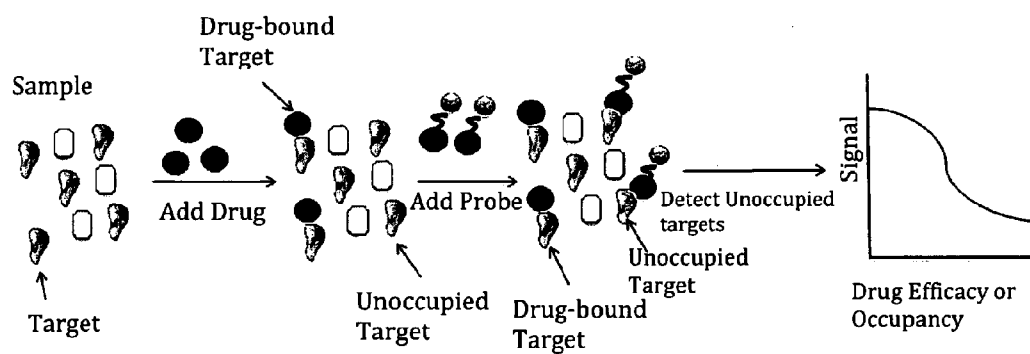 Drug-bound
Target
Sample
Add Drug
Target
Add Probe
Unoccupied
Target
Detect Unoccupied
targets
Unoccupied
Target
Drug-bound
Target
Signal
Drug Efficacy or
Occupancy